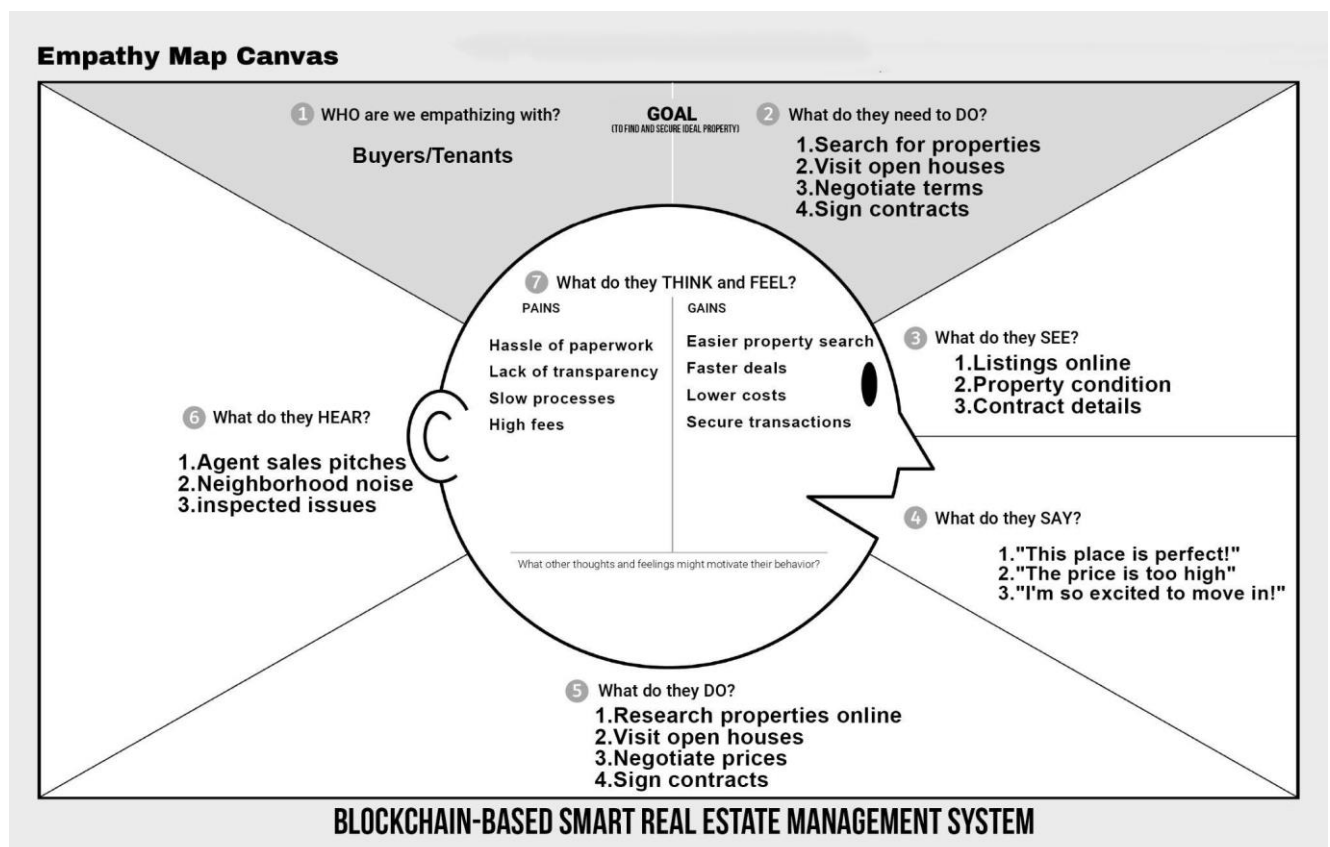 Empathy Map Canvas
1 WHO are we empathizing with?
Buyers/Tenants
GOAL
(TO FIND AND SECURE IDEAL PROPERTY)
2 What do they need to DO?
1.Search for properties
2.Visit open houses
3.Negotiate terms
4.Sign contracts
7 What do they THINK and FEEL?
PAINS
Hassle of paperwork
Lack of transparency
Slow processes
High fees
GAINS
Easier property search
Faster deals
Lower costs
Secure transactions
What other thoughts and feelings might motivate their behavior?
3 What do they SEE?
1.Listings online
2.Property condition
3.Contract details
4 What do they SAY?
1."This place is perfect!"
2."The price is too high"
3."I'm so excited to move in!"
6 What do they HEAR?
1.Agent sales pitches
2.Neighborhood noise
3.inspected issues
5 What do they DO?
1.Research properties online
2.Visit open houses
3.Negotiate prices
4.Sign contracts
BLOCKCHAIN-BASED SMART REAL ESTATE MANAGEMENT SYSTEM